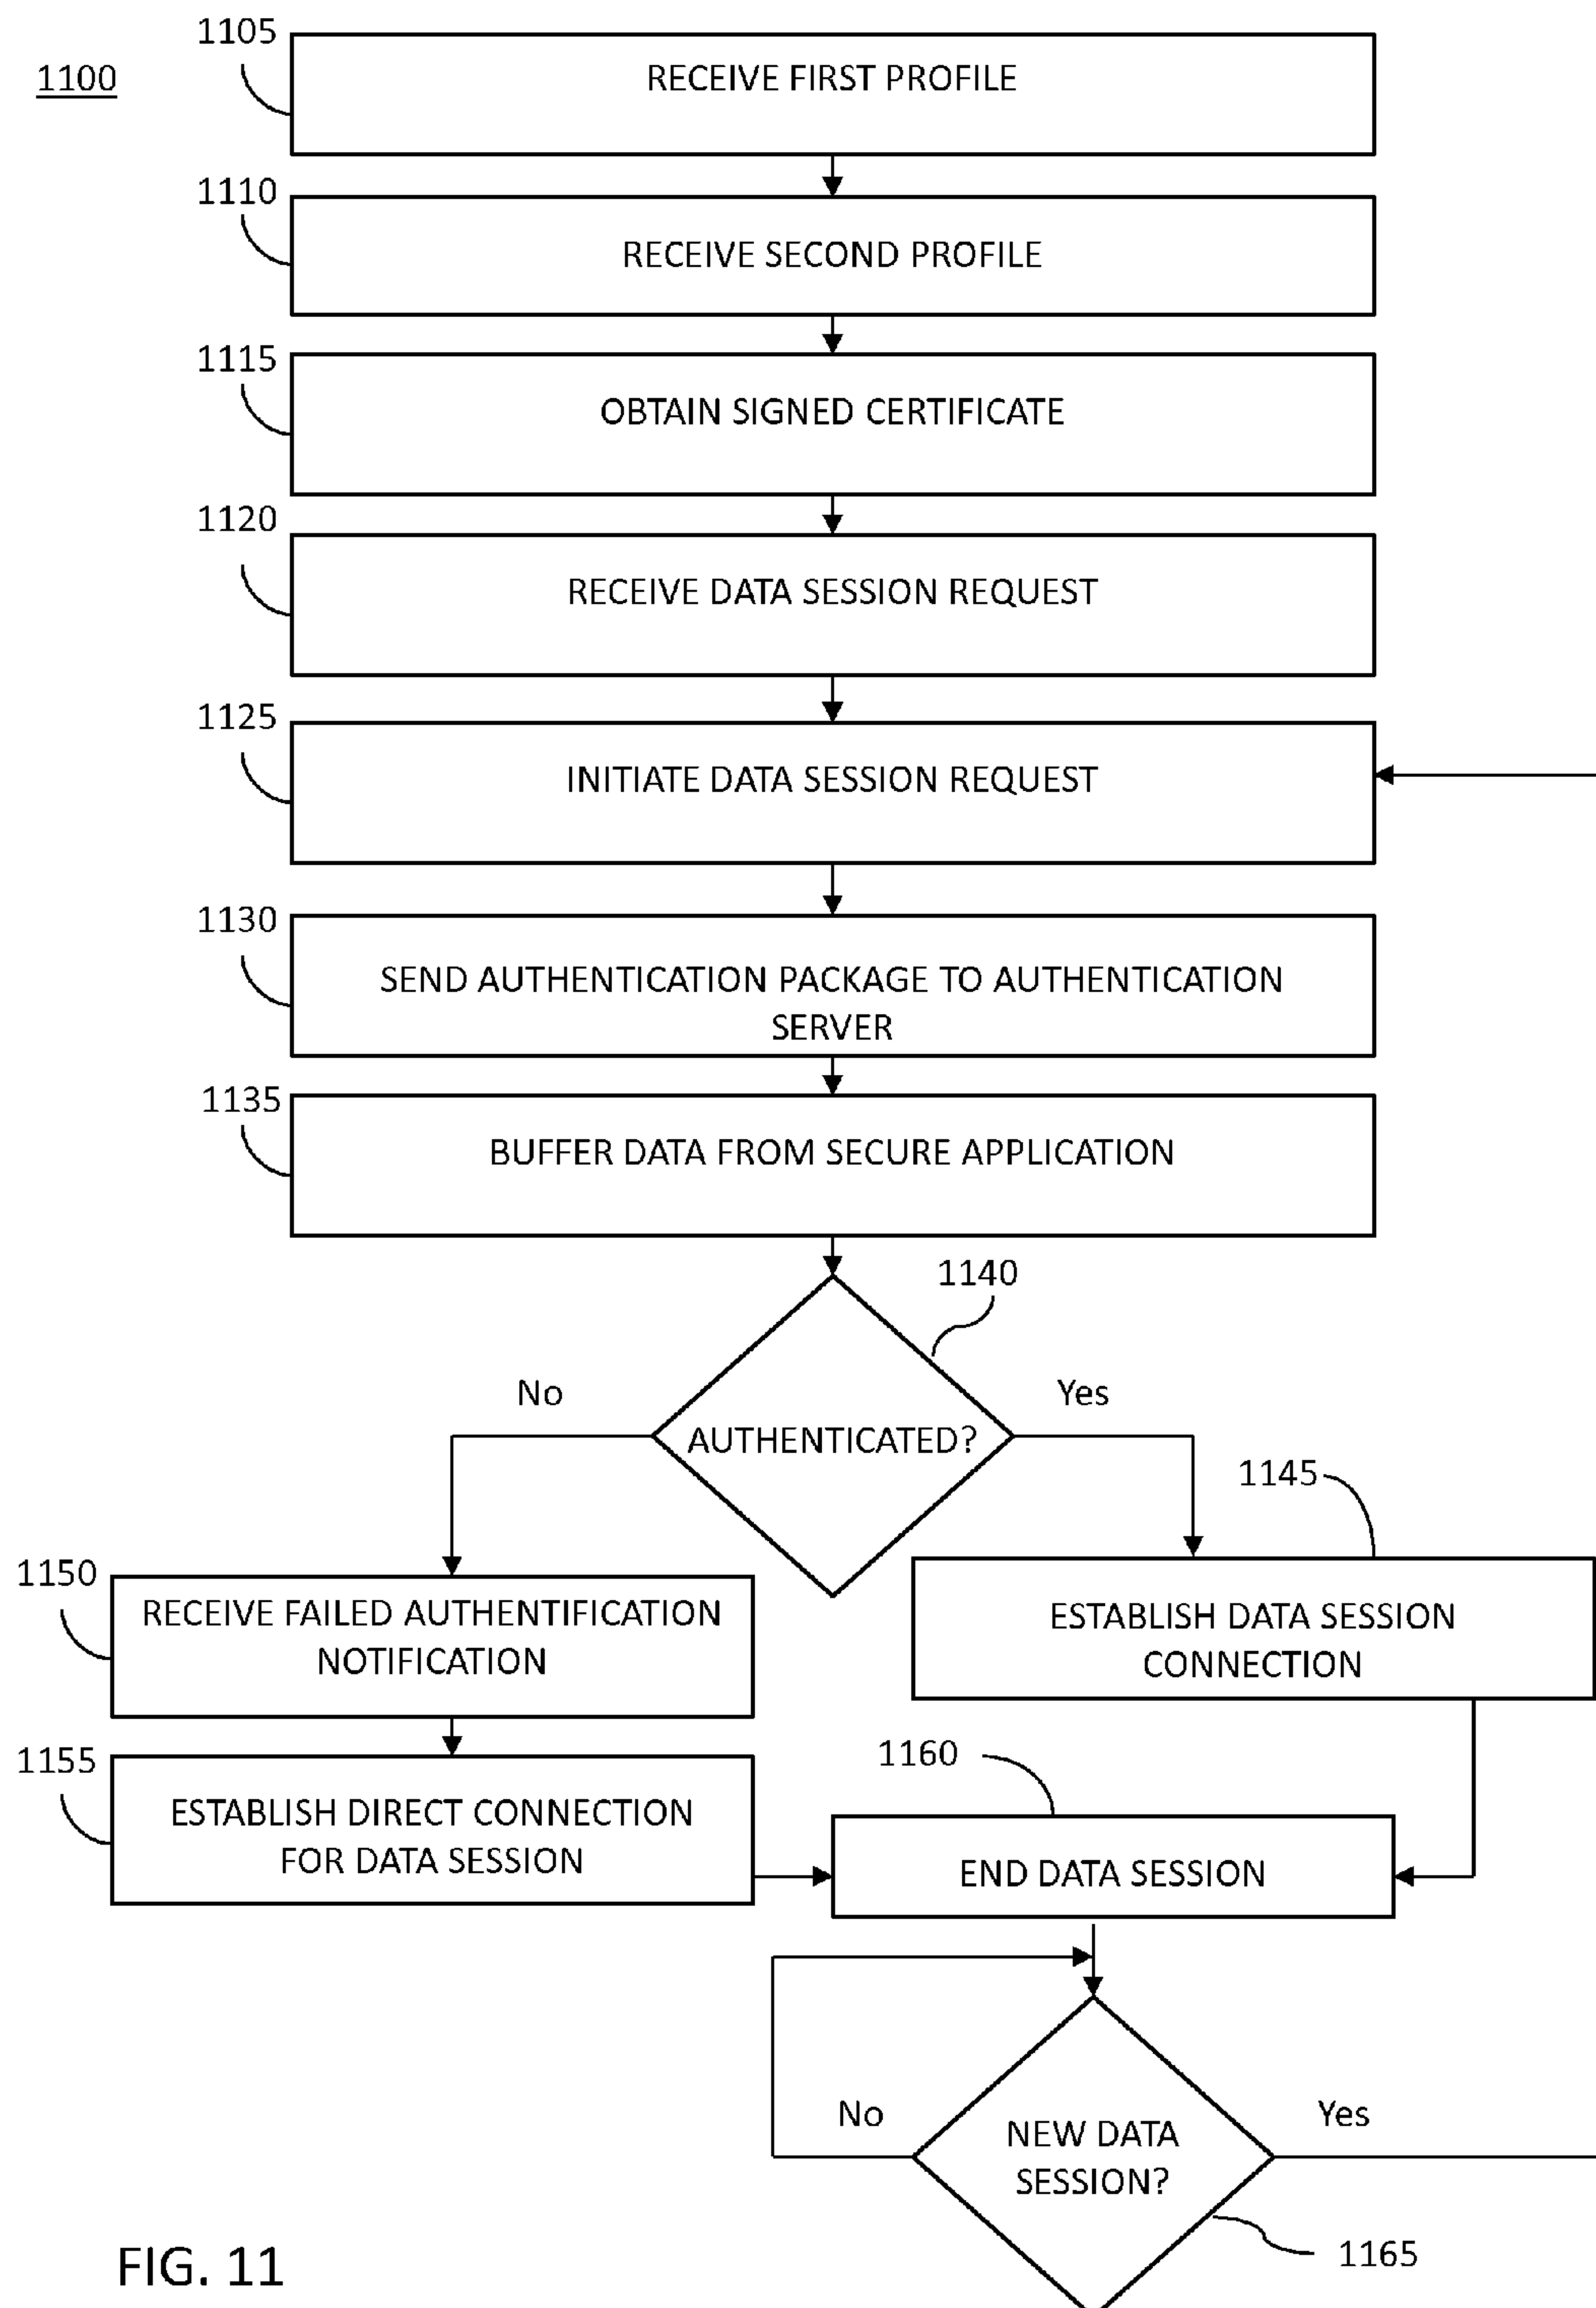 1100
1105
RECEIVE FIRST PROFILE
1110
RECEIVE SECOND PROFILE
1115
OBTAIN SIGNED CERTIFICATE
1120
RECEIVE DATA SESSION REQUEST
1125
INITIATE DATA SESSION REQUEST
1130
SEND AUTHENTICATION PACKAGE TO AUTHENTICATION
SERVER
1135
BUFFER DATA FROM SECURE APPLICATION
1140
No
Yes
AUTHENTICATED?
1145
1150
RECEIVE FAILED AUTHENTIFICATION
NOTIFICATION
ESTABLISH DATA SESSION
CONNECTION
1155
ESTABLISH DIRECT CONNECTION
FOR DATA SESSION
1160
END DATA SESSION
No
Yes
NEW DATA
SESSION?
1165
FIG. 11